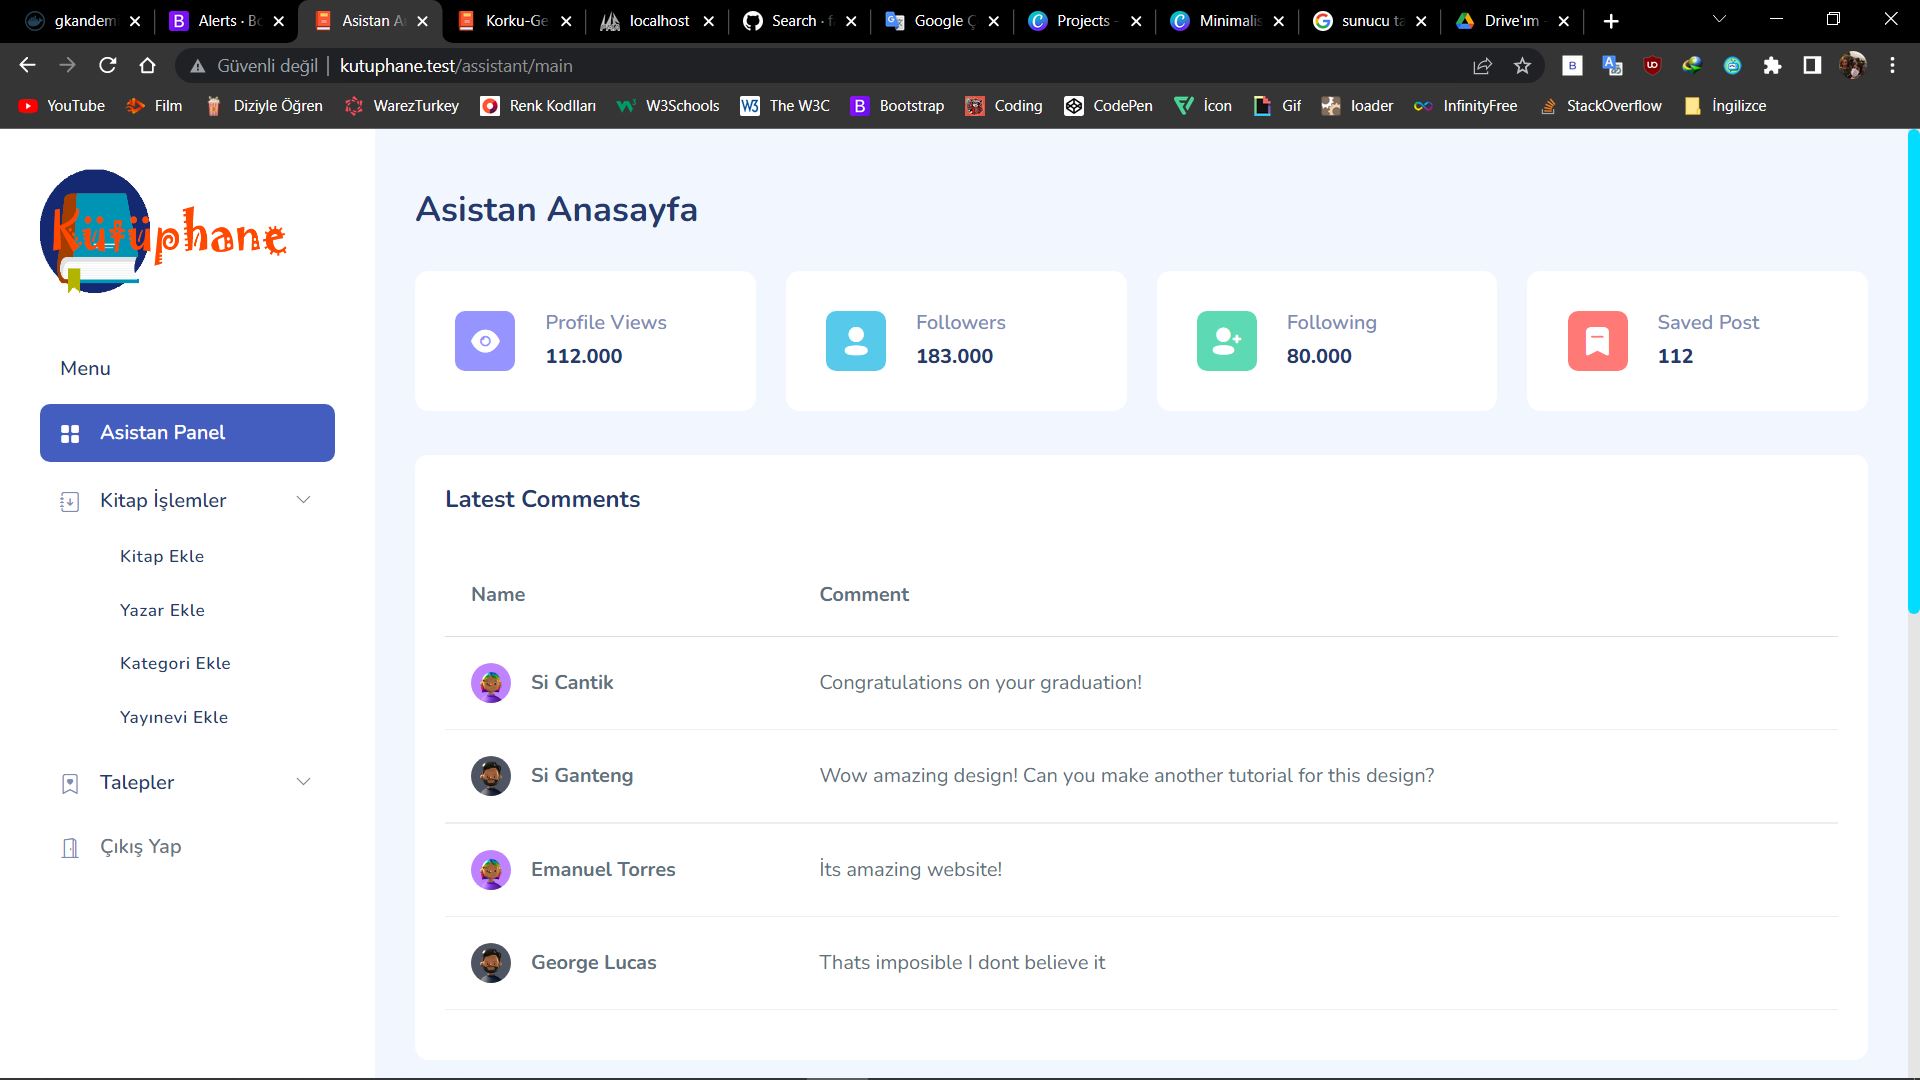 gkandem
Alerts · Bo
Asistan A
Korku-Ge
localhost
Search · f
Google Ç
Projects -
Minimalis
sunucu ta
Drive'ım -
Güvenli değil | kutuphane.test/assistant/main
YouTube
Film
Diziyle Öğren
WarezTurkey
Renk Kodlları
W3Schools
The W3C
Bootstrap
Coding
CodePen
İcon
Gif
loader
InfinityFree
StackOverflow
İngilizce
Kütüphane
Menu
Asistan Panel
Kitap İşlemler
Kitap Ekle
Yazar Ekle
Kategori Ekle
Yayınevi Ekle
Talepler
Çıkış Yap
Asistan Anasayfa
Profile Views
112.000
Followers
183.000
Following
80.000
Saved Post
112
Latest Comments
Name Comment
Si Cantik Congratulations on your graduation!
Si Ganteng Wow amazing design! Can you make another tutorial for this design?
Emanuel Torres İts amazing website!
George Lucas Thats imposible I dont believe it